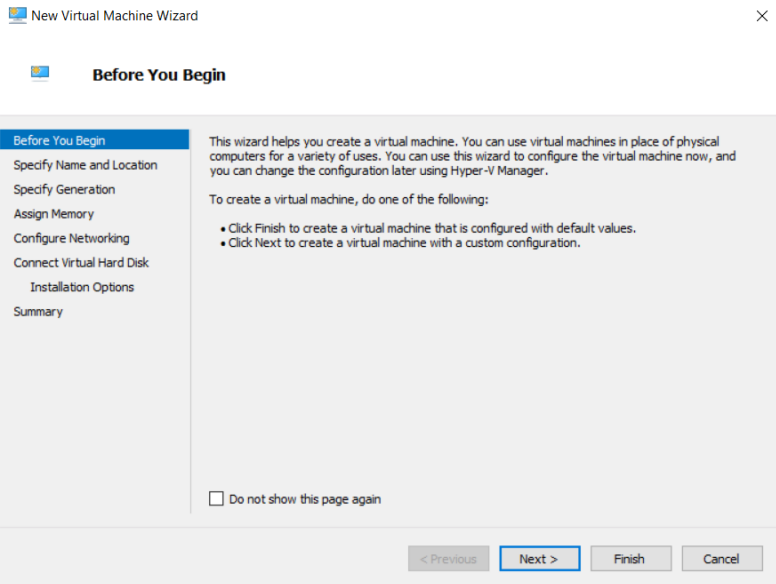 New Virtual Machine Wizard
Before You Begin
Before You Begin
Specify Name and Location
Specify Generation
Assign Memory
Configure Networking
Connect Virtual Hard Disk
Installation Options
Summary
This wizard helps you create a virtual machine. You can use virtual machines in place of physical
computers for a variety of uses. You can use this wizard to configure the virtual machine now, and
you can change the configuration later using Hyper-V Manager.
To create a virtual machine, do one of the following:
• Click Finish to create a virtual machine that is configured with default values.
• Click Next to create a virtual machine with a custom configuration.
Do not show this page again
< Previous
Next >
Finish
Cancel